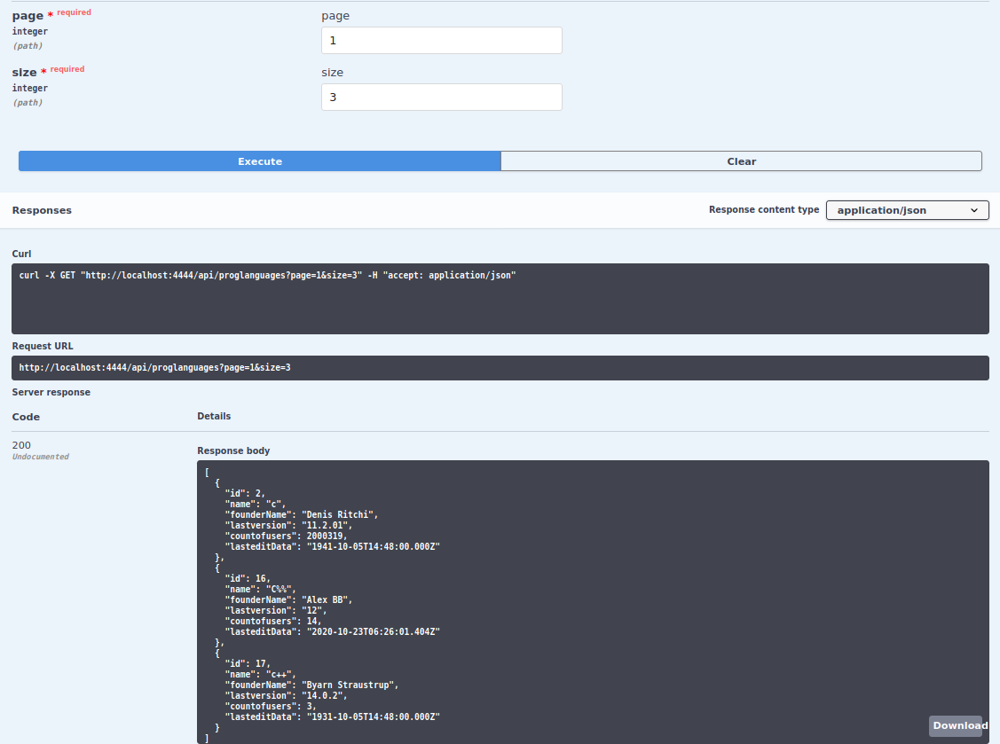 page * required
page
integer
(path)
1
size * required
size
integer
(path)
3
Execute
Clear
Responses
Response content type
application/json
Curl
curl -X GET "http://localhost:4444/api/proglanguages?page=1&size=3" -H "accept: application/json"
Request URL
http://localhost:4444/api/proglanguages?page=1&size=3
Server response
Code
Details
200
Undocumented
Response body
[
  {
    "id": 2,
    "name": "c",
    "founderName": "Denis Ritchi",
    "lastversion": "11.2.01",
    "countofusers": 2000319,
    "lasteditData": "1941-10-05T14:48:00.000Z"
  },
  {
    "id": 16,
    "name": "C%%",
    "founderName": "Alex BB",
    "lastversion": "12",
    "countofusers": 14,
    "lasteditData": "2020-10-23T06:26:01.404Z"
  },
  {
    "id": 17,
    "name": "c++",
    "founderName": "Byarn Straustrup",
    "lastversion": "14.0.2",
    "countofusers": 3,
    "lasteditData": "1931-10-05T14:48:00.000Z"
  }
]
Download